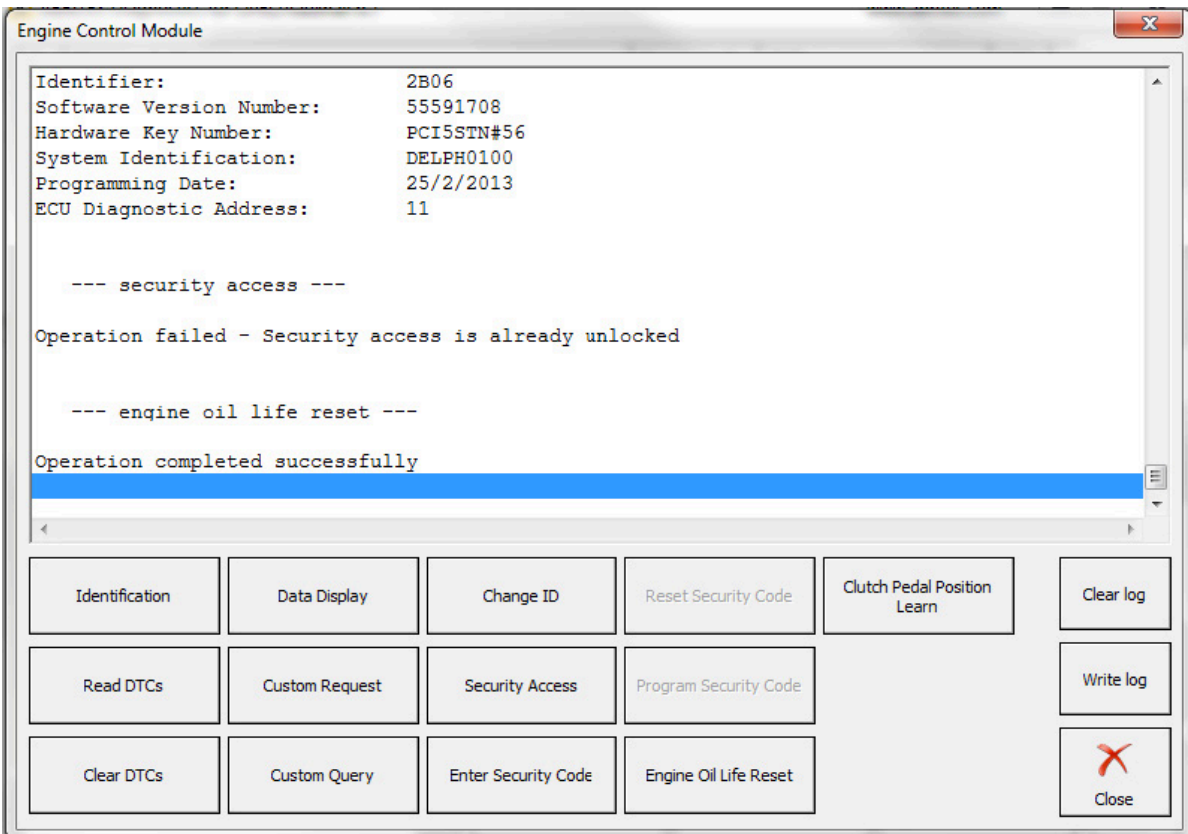 Engine Control Module
Identifier: 2B06
Software Version Number: 55591708
Hardware Key Number: PCI5STN#56
System Identification: DELPH0100
Programming Date: 25/2/2013
ECU Diagnostic Address: 11
--- security access ---
Operation failed - Security access is already unlocked
--- engine oil life reset ---
Operation completed successfully
Identification
Data Display
Change ID
Reset Security Code
Clutch Pedal Position
Learn
Clear log
Read DTCs
Custom Request
Security Access
Program Security Code
Write log
Clear DTCs
Custom Query
Enter Security Code
Engine Oil Life Reset
Close